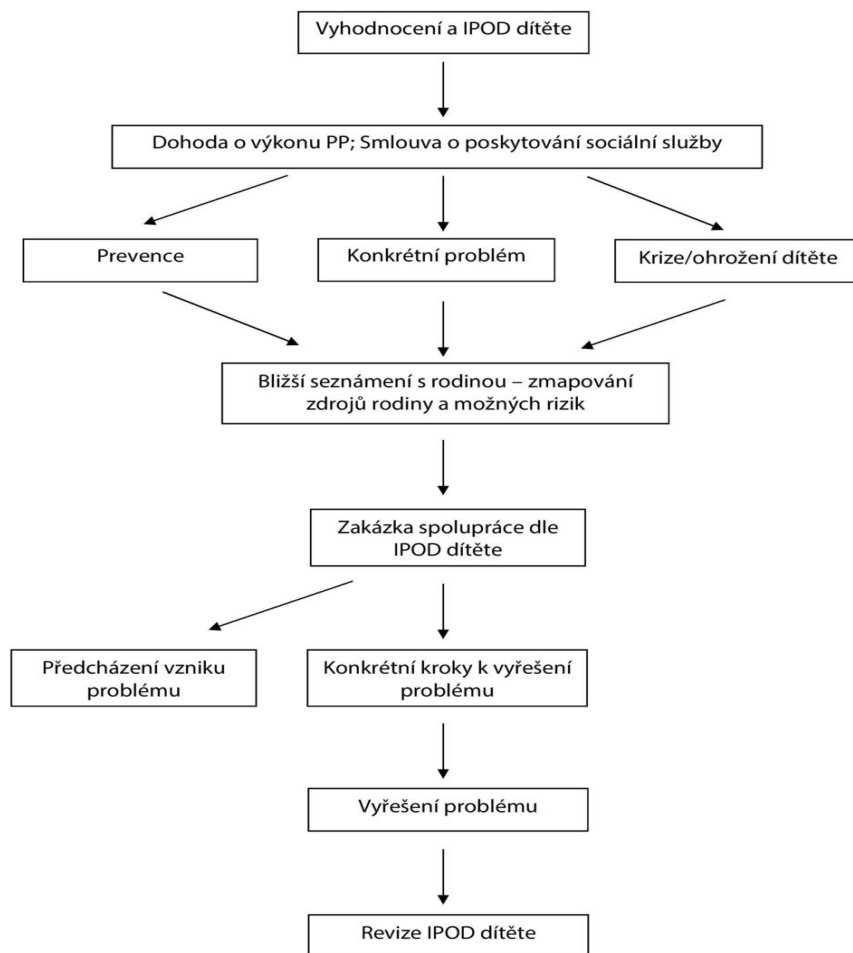 Vyhodnocení a IPOD dítěte
Dohoda o výkonu PP; Smlouva o poskytování sociální služby
Prevence
Konkrétní problém
Krize/ohrožení dítěte
Bližší seznámení s rodinou – zmapování
zdrojů rodiny a možných rizik
Zakázka spolupráce dle
IPOD dítěte
Předcházení vzniku
problému
Konkrétní kroky k vyřešení
problému
Vyřešení problému
Revize IPOD dítěte